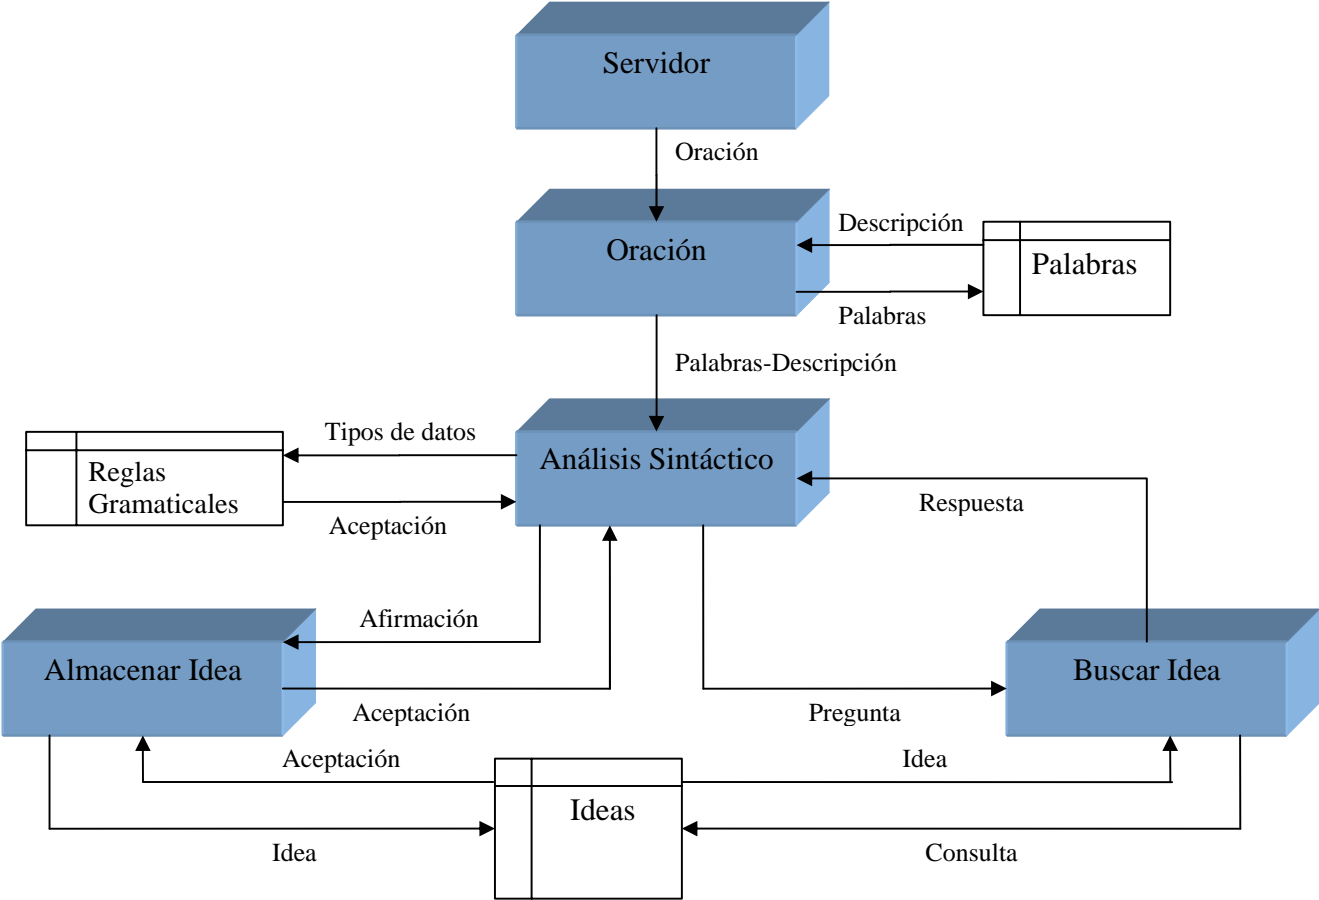 Servidor
Oración
Oración
Descripción
Palabras
Palabras
Palabras-Descripción
Tipos de datos
Análisis Sintáctico
Reglas
Gramaticales
Respuesta
Aceptación
Afirmación
Almacenar Idea
Buscar Idea
Aceptación
Pregunta
Aceptación
Idea
Ideas
Idea
Consulta